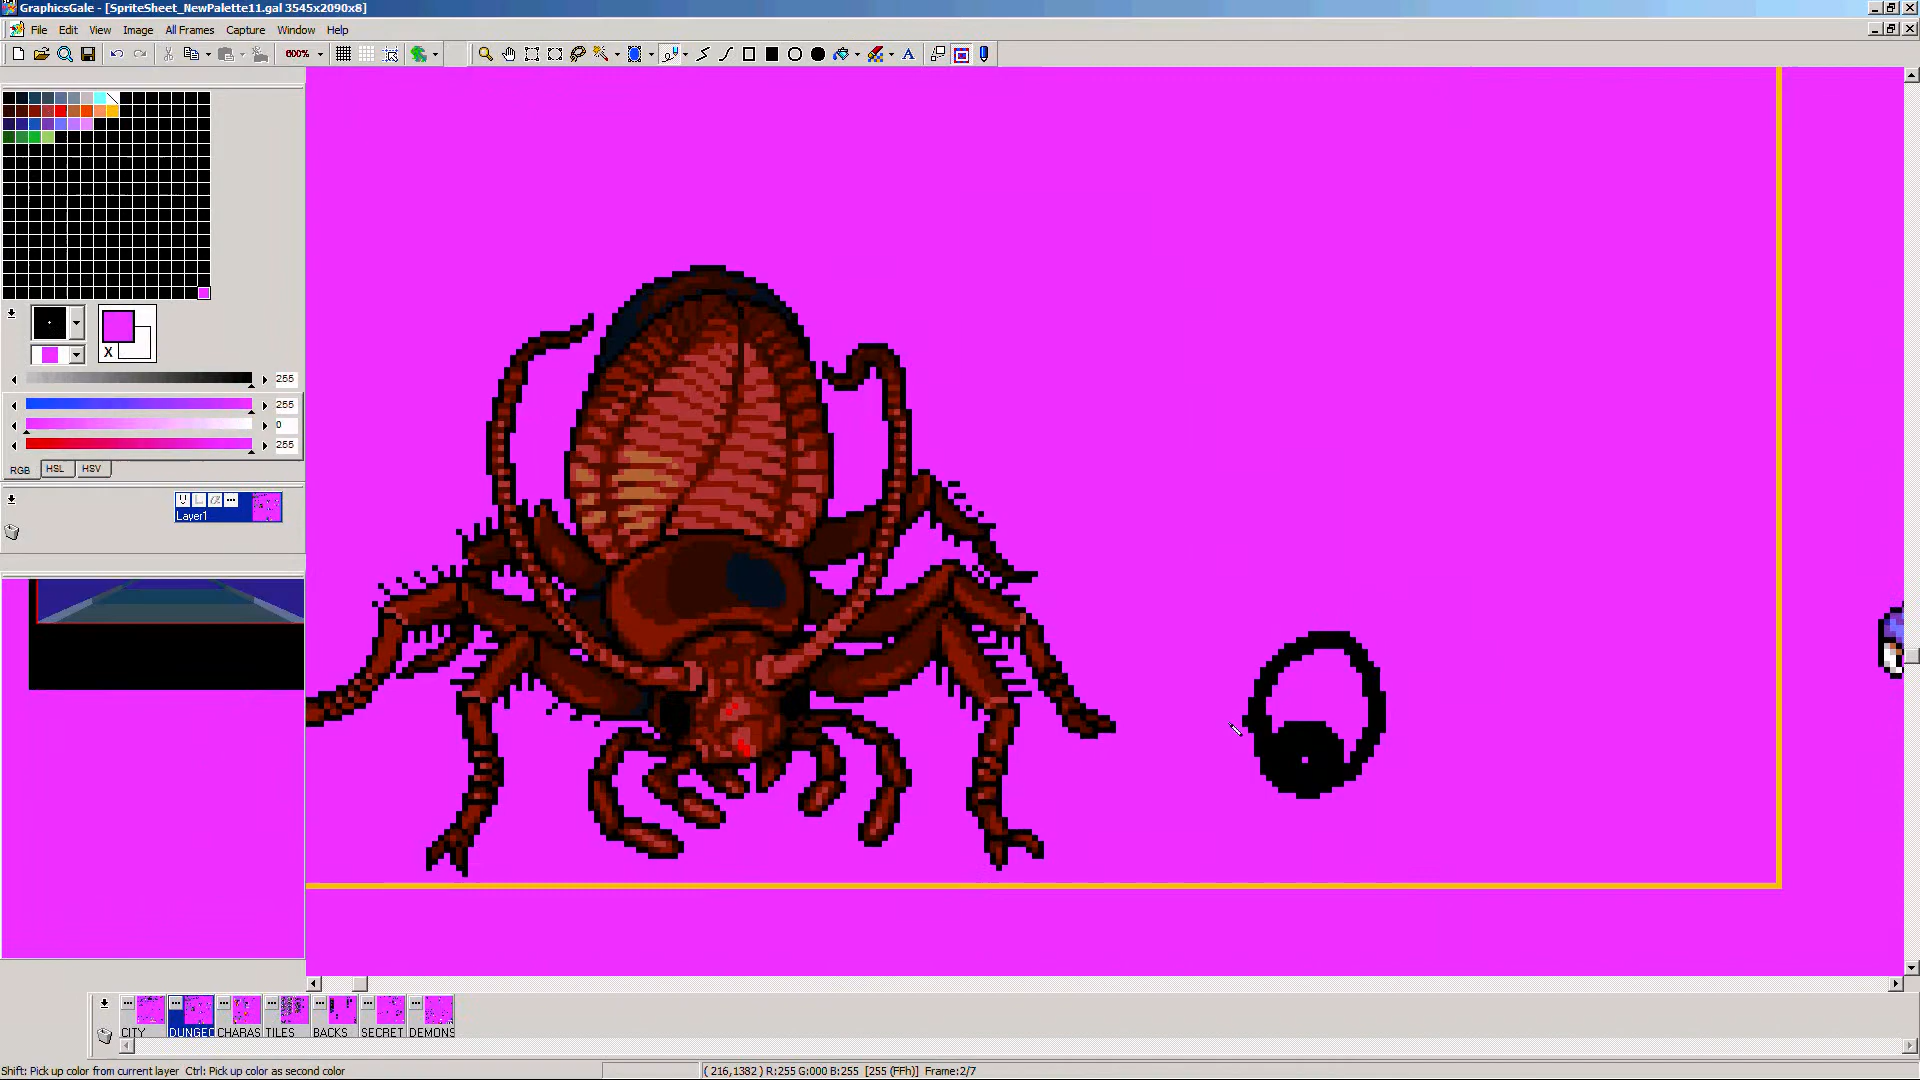 GraphicsGale - [SpriteSheet_NewPalette11.gal 3545x2090x8]
File Edit View Image All Frames Capture Window Help
600% A
X
255
255
0
255
RGB HSL HSV
Layer1
CITY DUNGEC CHARAS TILES BACKS SECRET DEMONS
Shift: Pick up color from current layer Ctrl: Pick up color as second color ( 216,1382 ) R:255 G:000 B:255 [255 (FFh) Frame:2/7